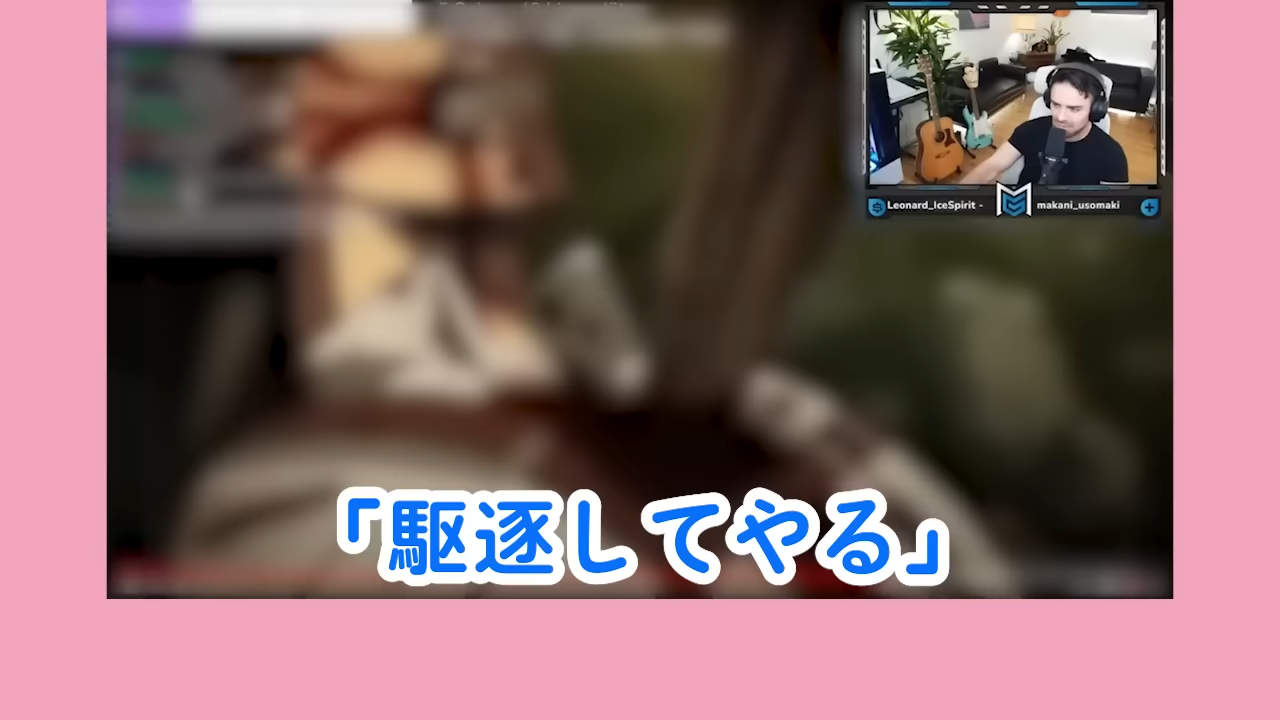 Leonard_IceSpirit -
makani_usomaki
「駆逐してやる」